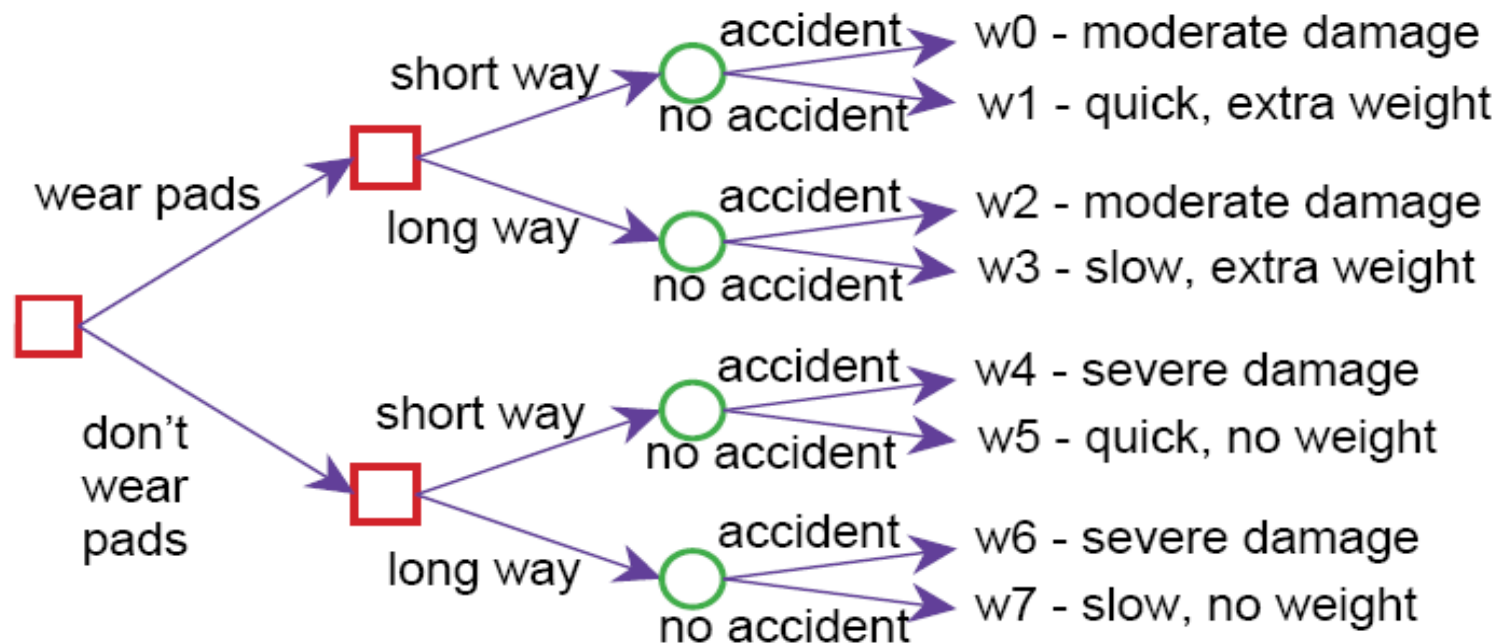 accident
w0 - moderate damage
short way
no accident
w1 - quick, extra weight
wear pads
accident
w2 - moderate damage
long way
no accident
w3 - slow, extra weight
don't
wear
pads
accident
w4 - severe damage
short way
no accident
w5 - quick, no weight
accident
w6 - severe damage
long way
no accident
w7 - slow, no weight